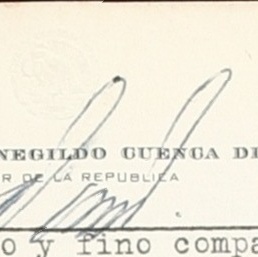 NEGILDO CUENCA DI
R DE LA REPUBLICA
o y fino compa